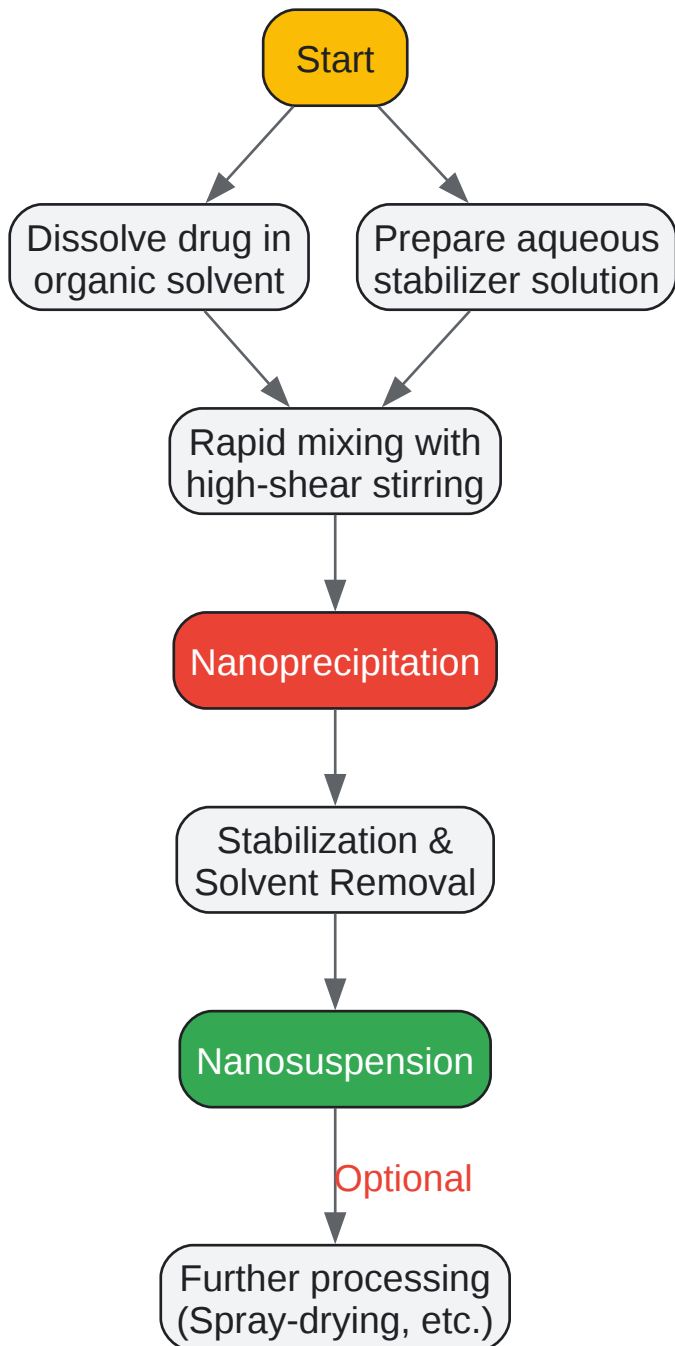 Start
Dissolve drug in
organic solvent
Prepare aqueous
stabilizer solution
Rapid mixing with
high-shear stirring
Nanoprecipitation
Stabilization &
Solvent Removal
Nanosuspension
Optional
Further processing
(Spray-drying, etc.)